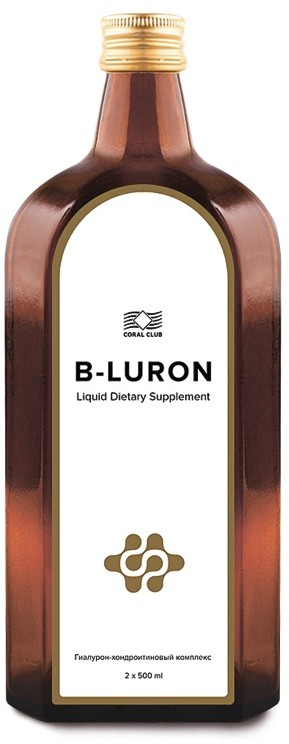 CORAL CLUB
B-LURON
Liquid Dietary Supplement
Гиалурон-хондроитиновый комплекс
2 x 500 ml